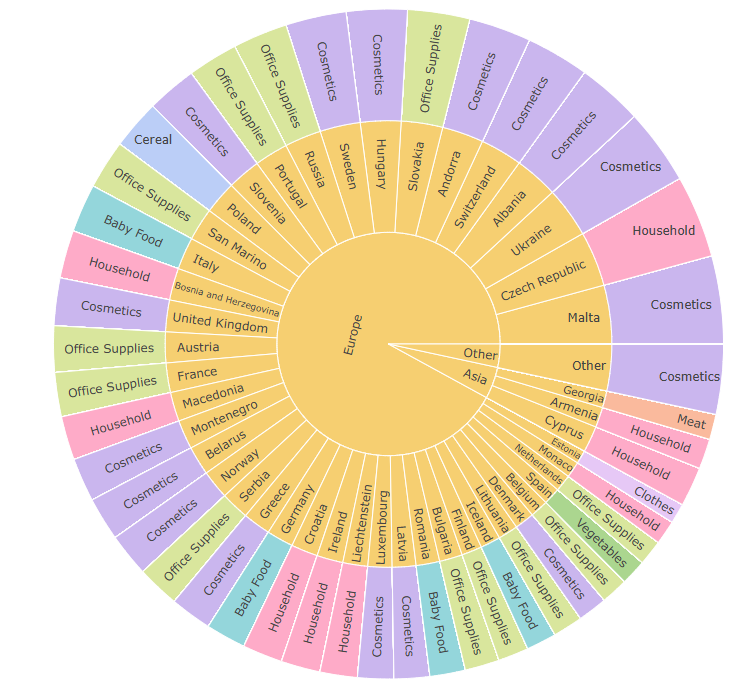 Europe
Other
Asia
Malta
Czech Republic
Ukraine
Albania
Switzerland
Andorra
Slovakia
Hungary
Sweden
Russia
Portugal
Slovenia
Poland
San Marino
Italy
Bosnia and Herzegovina
United Kingdom
Austria
France
Macedonia
Montenegro
Belarus
Norway
Serbia
Greece
Germany
Croatia
Ireland
Liechtenstein
Luxembourg
Latvia
Romania
Bulgaria
Finland
Iceland
Lithuania
Denmark
Belgium
Spain
Netherlands
Monaco
Estonia
Cyprus
Armenia
Georgia
Other
Cosmetics
Household
Cosmetics
Cosmetics
Cosmetics
Cosmetics
Office Supplies
Cosmetics
Cosmetics
Office Supplies
Office Supplies
Cosmetics
Cereal
Office Supplies
Baby Food
Household
Cosmetics
Office Supplies
Office Supplies
Household
Cosmetics
Cosmetics
Cosmetics
Office Supplies
Cosmetics
Baby Food
Household
Household
Household
Cosmetics
Cosmetics
Baby Food
Office Supplies
Office Supplies
Baby Food
Office Supplies
Cosmetics
Office Supplies
Vegetables
Office Supplies
Household
Clothes
Household
Household
Meat
Cosmetics